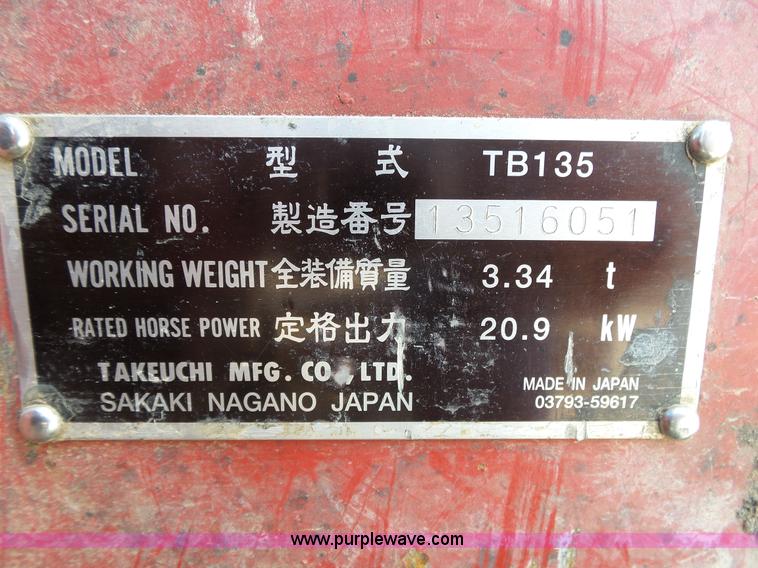 MODEL 型式 TB135
SERIAL NO. 製造番号 13516051
WORKING WEIGHT 全装備質量 3.34 t
RATED HORSE POWER 定格出力 20.9 kW
TAKEUCHI MFG. CO.,LTD.
SAKAKI NAGANO JAPAN
MADE IN JAPAN
03793-59617
www.purplewave.com